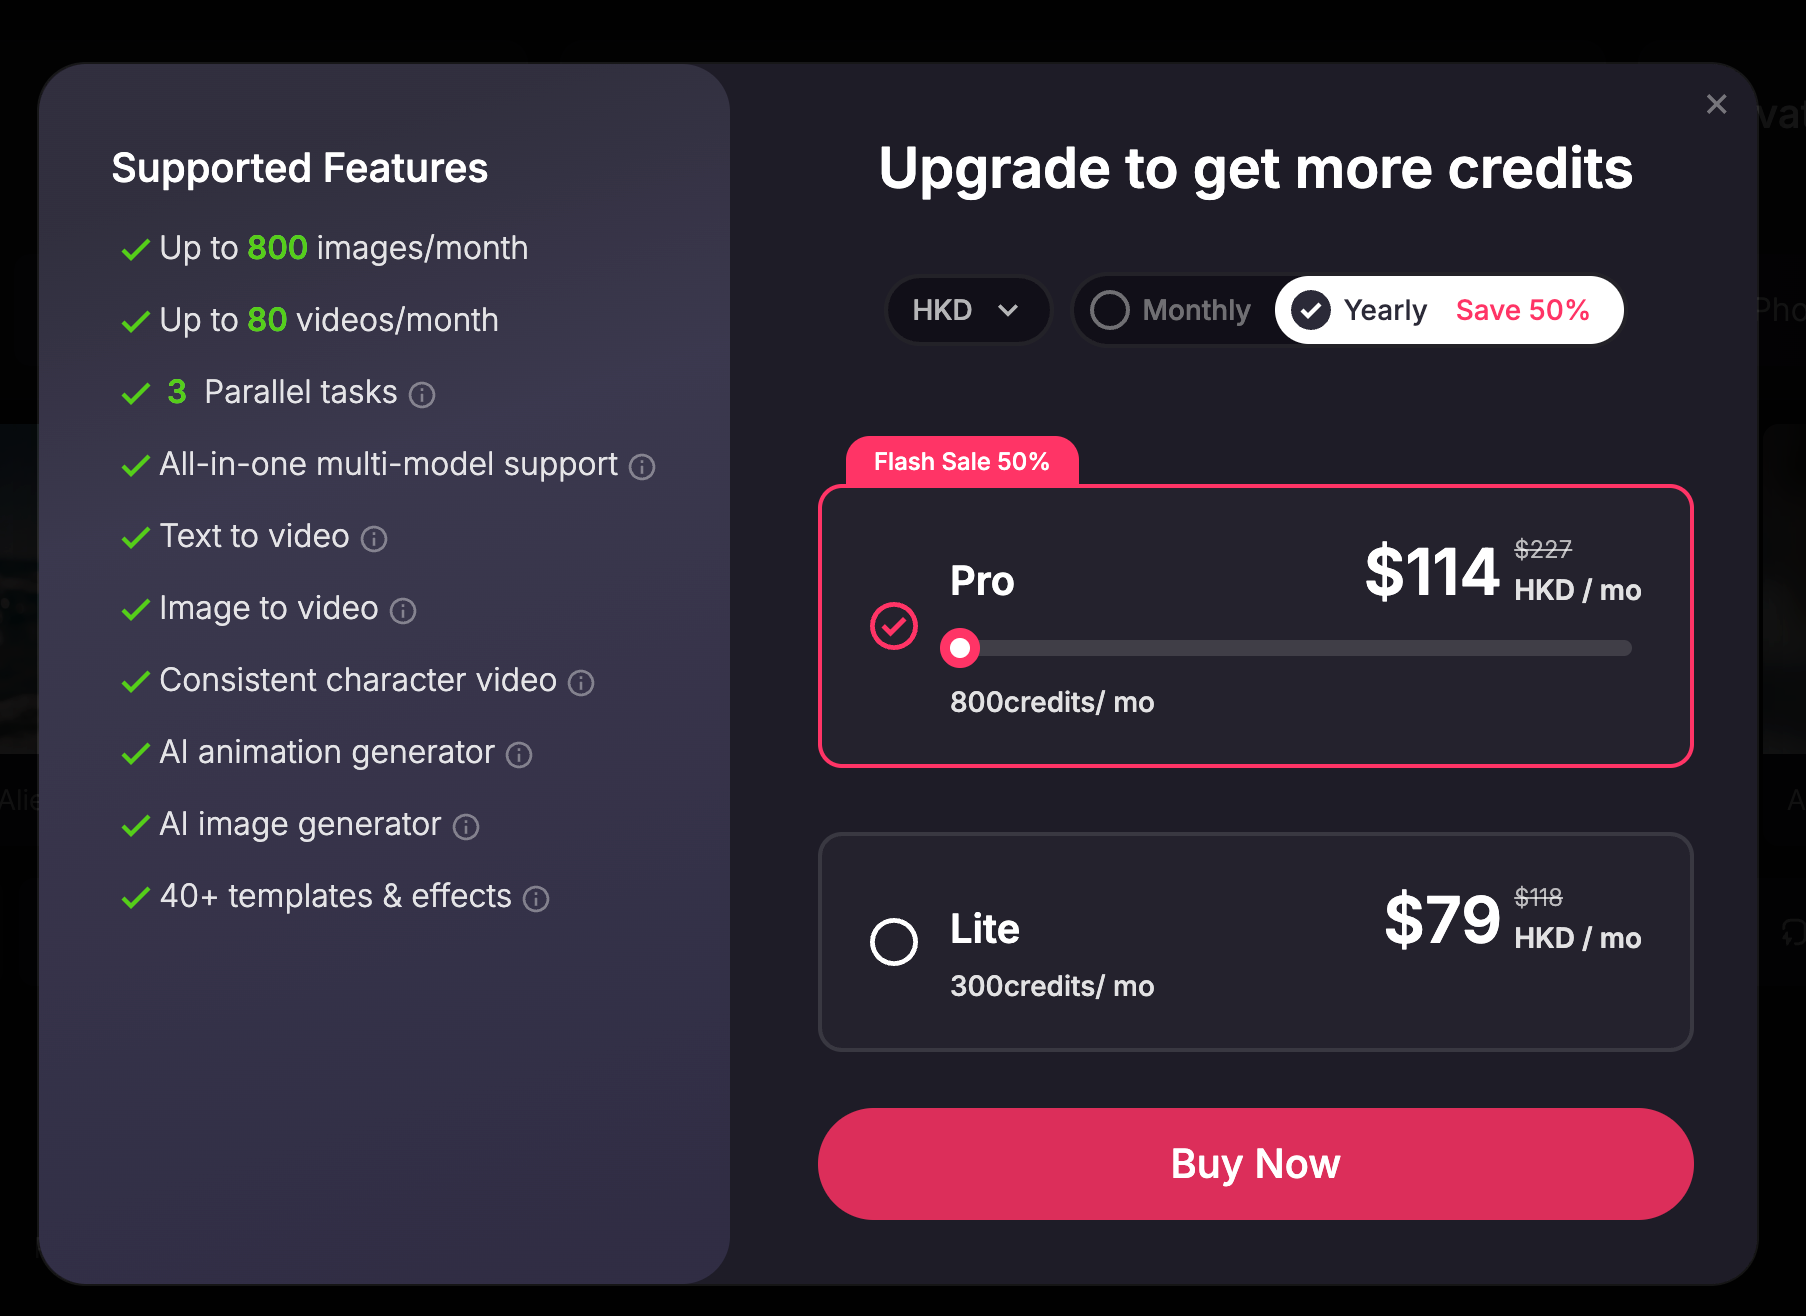 Supported Features
Up to 800 images/month
Up to 80 videos/month
3 Parallel tasks
All-in-one multi-model support
Text to video
Image to video
Consistent character video
AI animation generator
AI image generator
40+ templates & effects
Upgrade to get more credits
HKD
Monthly
Yearly Save 50%
Flash Sale 50%
Pro
$114 $227
HKD / mo
800credits/ mo
Lite
$79 $118
HKD / mo
300credits/ mo
Buy Now